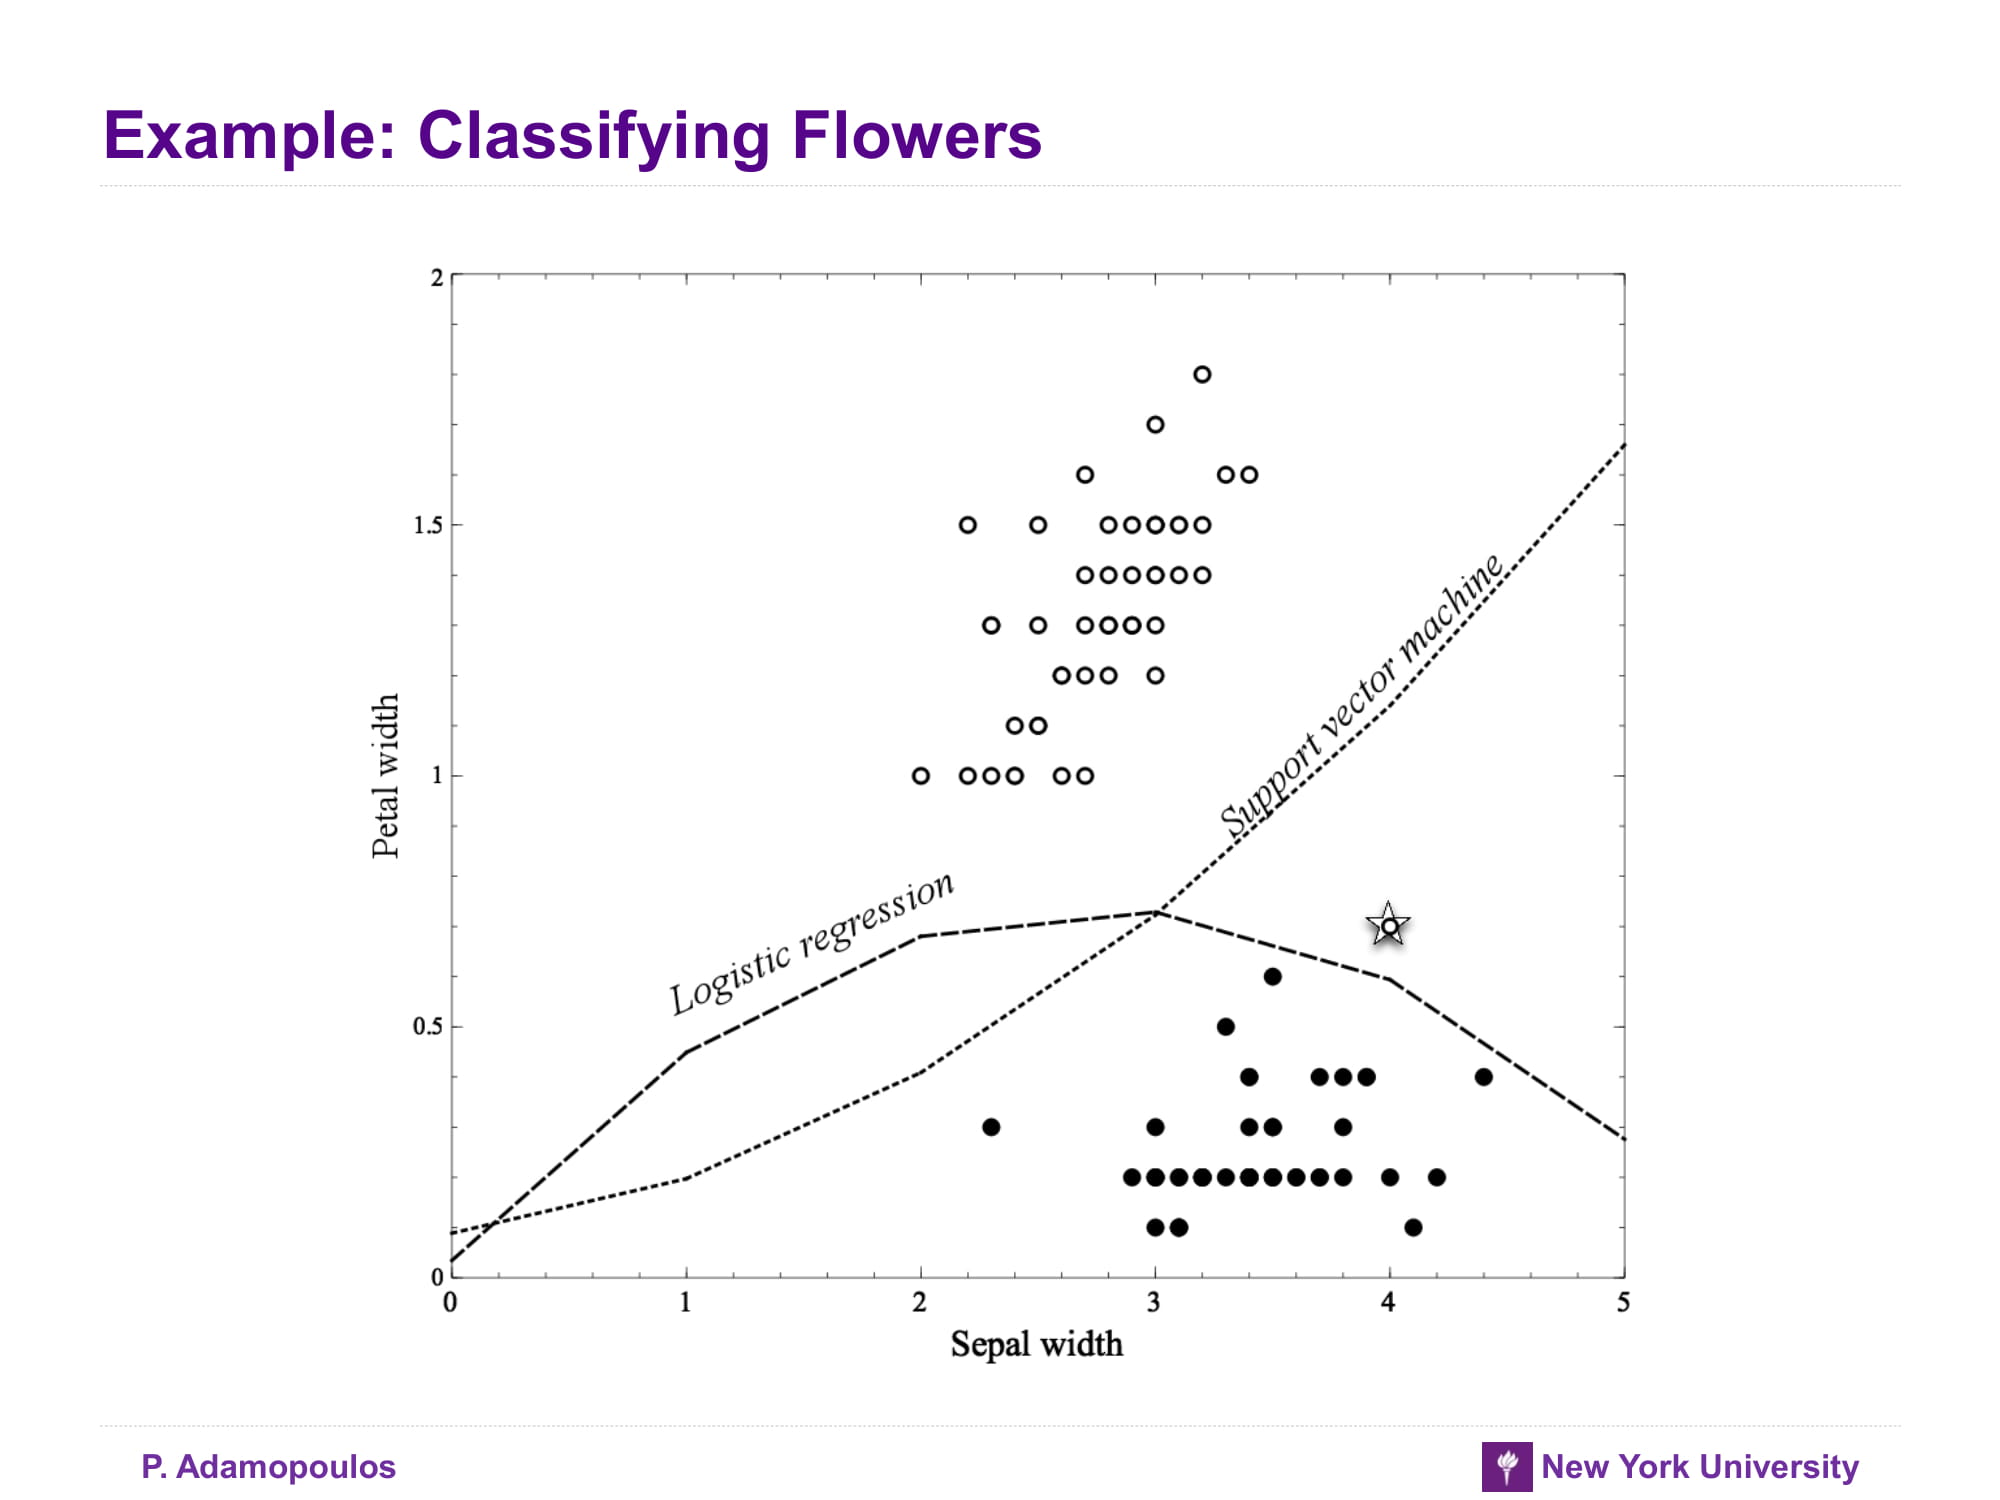 Example: Classifying Flowers
2
1.5
1
0.5
0
Petal width
Logistic regression
Support vector machine
0 1 2 3 4 5
Sepal width
P. Adamopoulos
New York University